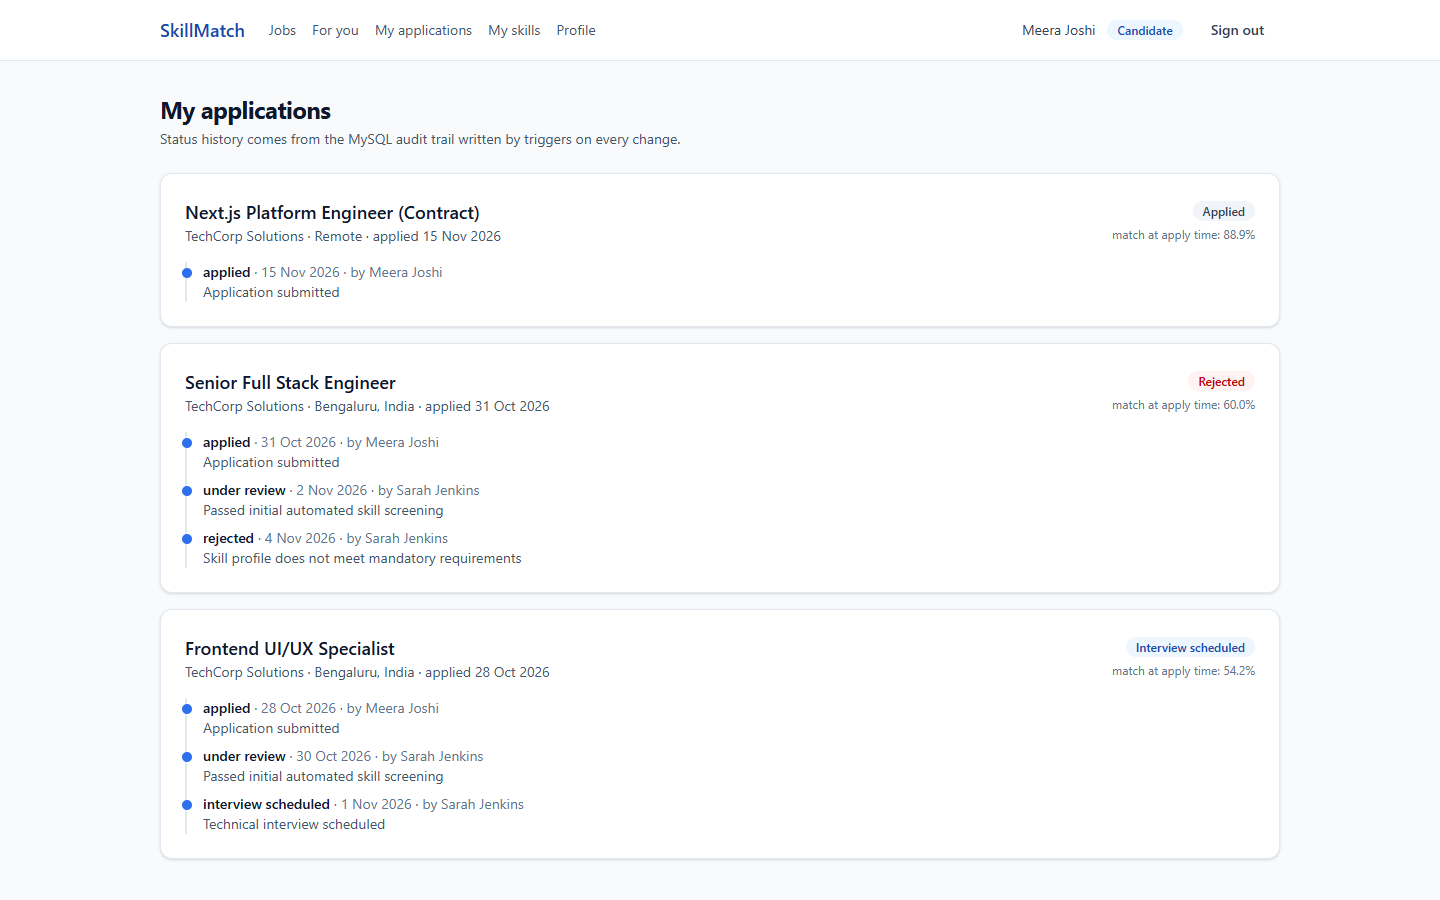 SkillMatch Jobs For you My applications My skills Profile Meera Joshi Candidate Sign out
My applications
Status history comes from the MySQL audit trail written by triggers on every change.
Next.js Platform Engineer (Contract) Applied
TechCorp Solutions · Remote · applied 15 Nov 2026 match at apply time: 88.9%
applied · 15 Nov 2026 · by Meera Joshi
Application submitted
Senior Full Stack Engineer Rejected
TechCorp Solutions · Bengaluru, India · applied 31 Oct 2026 match at apply time: 60.0%
applied · 31 Oct 2026 · by Meera Joshi
Application submitted
under review · 2 Nov 2026 · by Sarah Jenkins
Passed initial automated skill screening
rejected · 4 Nov 2026 · by Sarah Jenkins
Skill profile does not meet mandatory requirements
Frontend UI/UX Specialist Interview scheduled
TechCorp Solutions · Bengaluru, India · applied 28 Oct 2026 match at apply time: 54.2%
applied · 28 Oct 2026 · by Meera Joshi
Application submitted
under review · 30 Oct 2026 · by Sarah Jenkins
Passed initial automated skill screening
interview scheduled · 1 Nov 2026 · by Sarah Jenkins
Technical interview scheduled